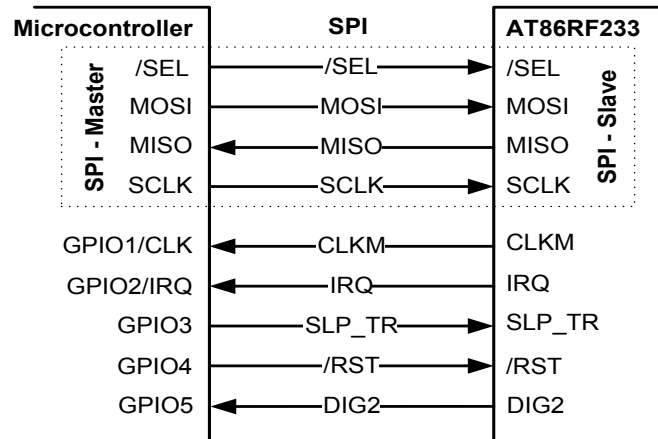 Microcontroller SPI AT86RF233
SPI - Master
SPI - Slave
/SEL /SEL /SEL
MOSI MOSI MOSI
MISO MISO MISO
SCLK SCLK SCLK
GPIO1/CLK CLKM CLKM
GPIO2/IRQ IRQ IRQ
GPIO3 SLP_TR SLP_TR
GPIO4 /RST /RST
GPIO5 DIG2 DIG2